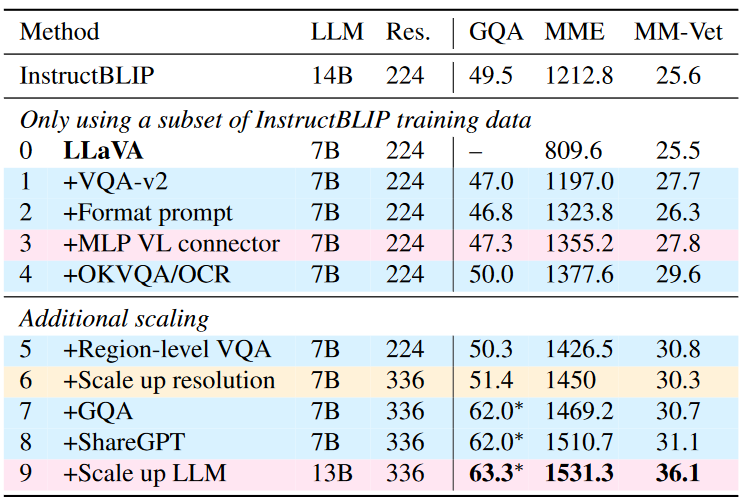 Method LLM Res. GQA MME MM-Vet
InstructBLIP 14B 224 49.5 1212.8 25.6
Only using a subset of InstructBLIP training data
0 LLaVA 7B 224 – 809.6 25.5
1 +VQA-v2 7B 224 47.0 1197.0 27.7
2 +Format prompt 7B 224 46.8 1323.8 26.3
3 +MLP VL connector 7B 224 47.3 1355.2 27.8
4 +OKVQA/OCR 7B 224 50.0 1377.6 29.6
Additional scaling
5 +Region-level VQA 7B 224 50.3 1426.5 30.8
6 +Scale up resolution 7B 336 51.4 1450 30.3
7 +GQA 7B 336 62.0* 1469.2 30.7
8 +ShareGPT 7B 336 62.0* 1510.7 31.1
9 +Scale up LLM 13B 336 63.3* 1531.3 36.1